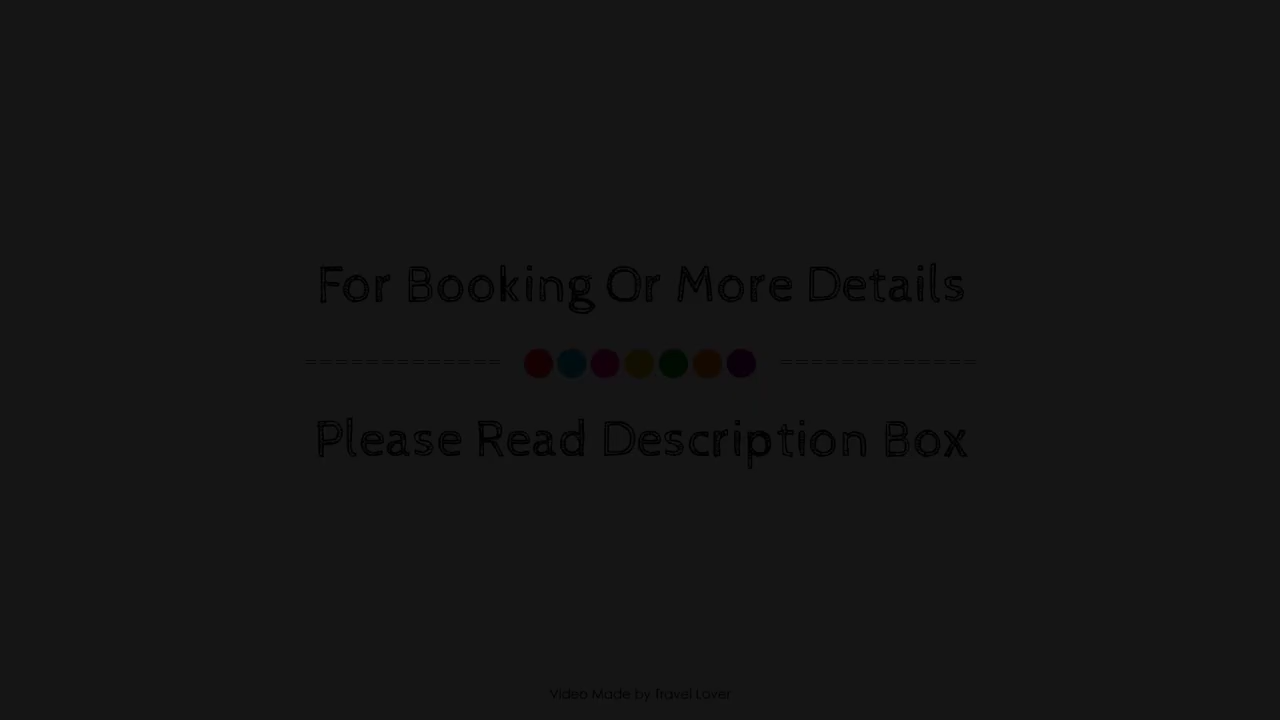 For Booking Or More Details
============= =============
Please Read Description Box
Video Made by Travel Lover